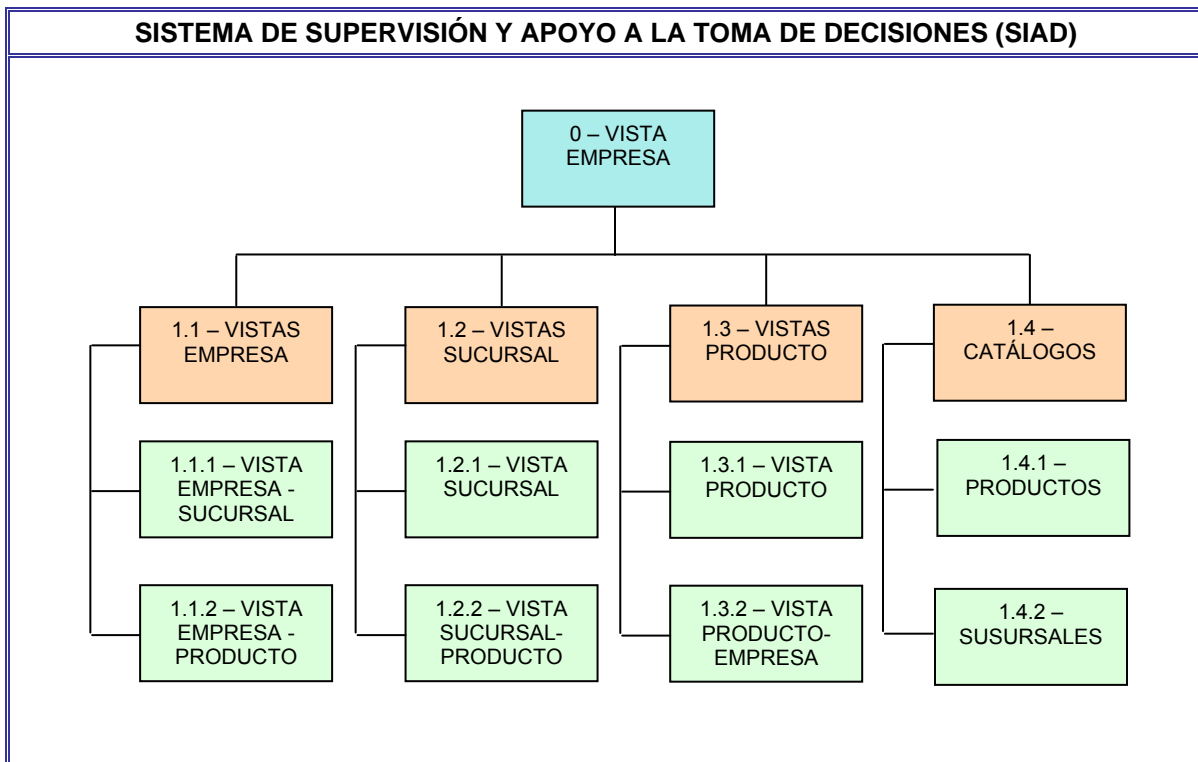 SISTEMA DE SUPERVISIÓN Y APOYO A LA TOMA DE DECISIONES (SIAD)
0 – VISTA
EMPRESA
1.1 – VISTAS
EMPRESA
1.2 – VISTAS
SUCURSAL
1.3 – VISTAS
PRODUCTO
1.4 –
CATÁLOGOS
1.1.1 – VISTA
EMPRESA -
SUCURSAL
1.2.1 – VISTA
SUCURSAL
1.3.1 – VISTA
PRODUCTO
1.4.1 –
PRODUCTOS
1.1.2 – VISTA
EMPRESA -
PRODUCTO
1.2.2 – VISTA
SUCURSAL-
PRODUCTO
1.3.2 – VISTA
PRODUCTO-
EMPRESA
1.4.2 –
SUSURSALES